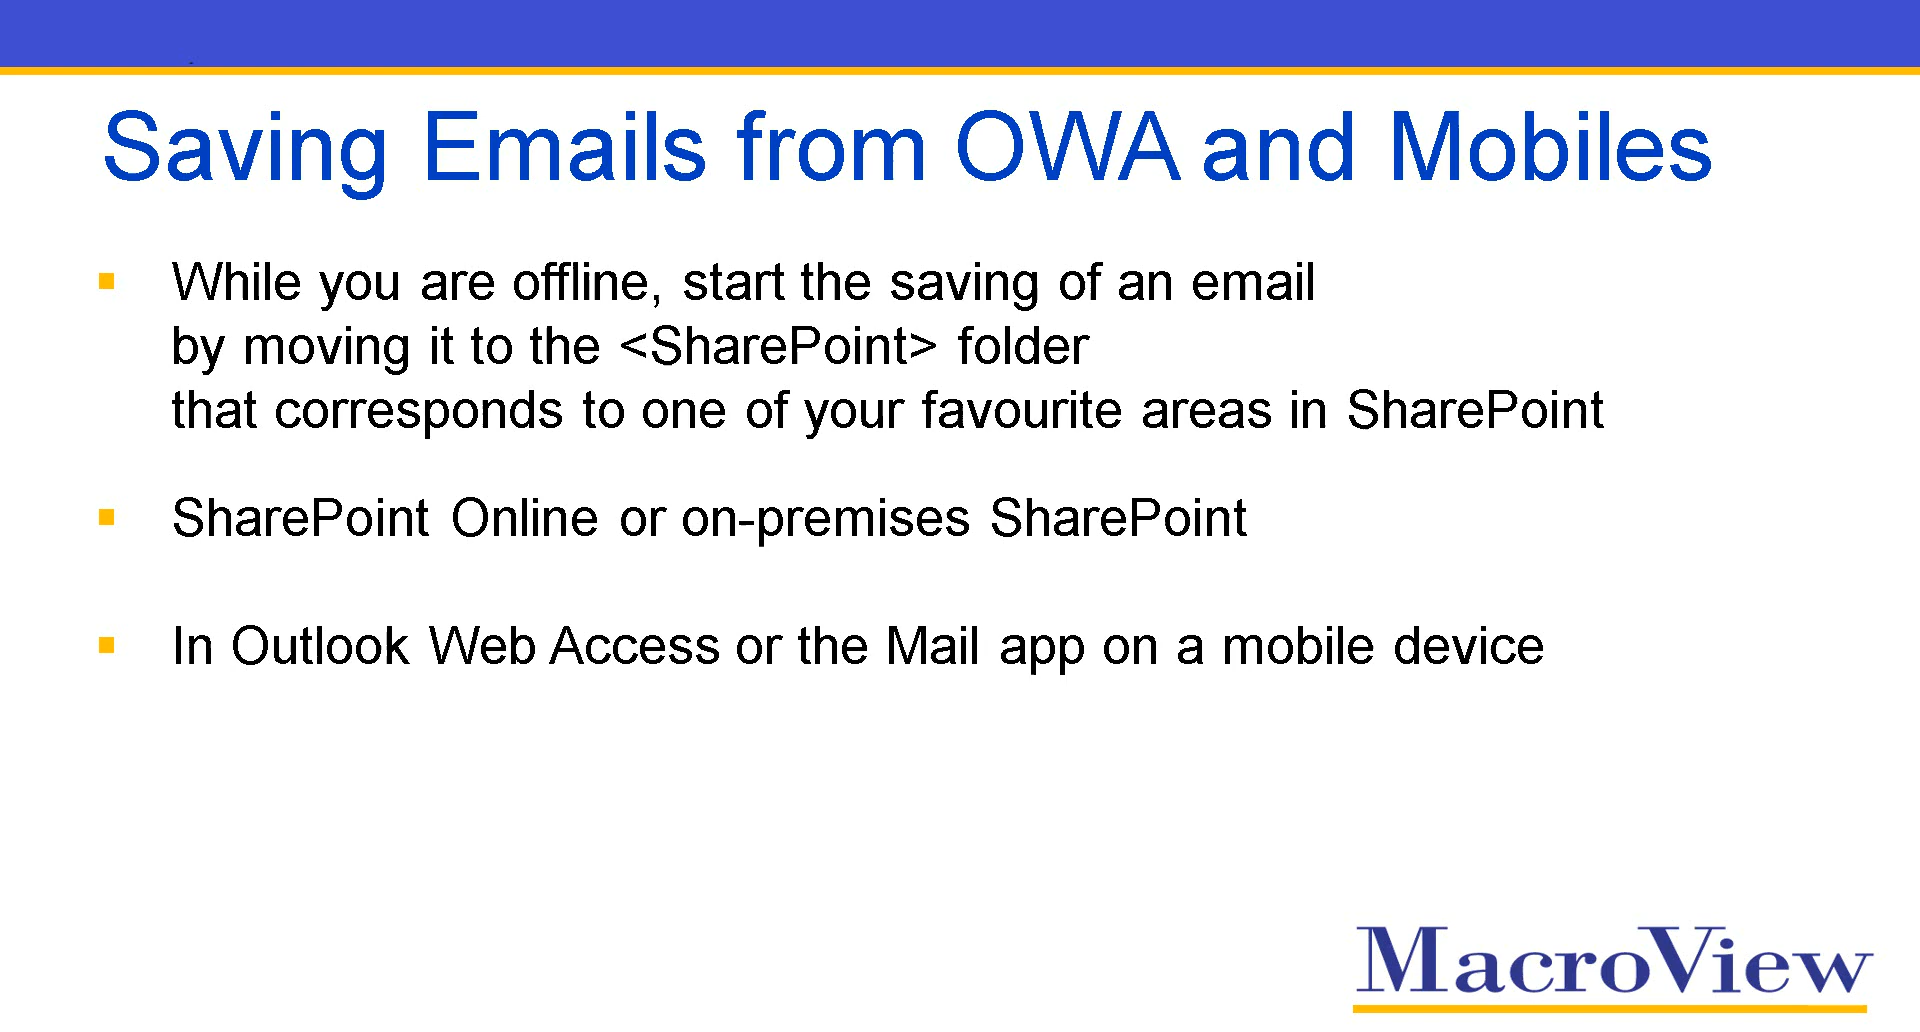 Saving Emails from OWA and Mobiles
▪ While you are offline, start the saving of an email
by moving it to the <SharePoint> folder
that corresponds to one of your favourite areas in SharePoint
▪ SharePoint Online or on-premises SharePoint
▪ In Outlook Web Access or the Mail app on a mobile device
MacroView